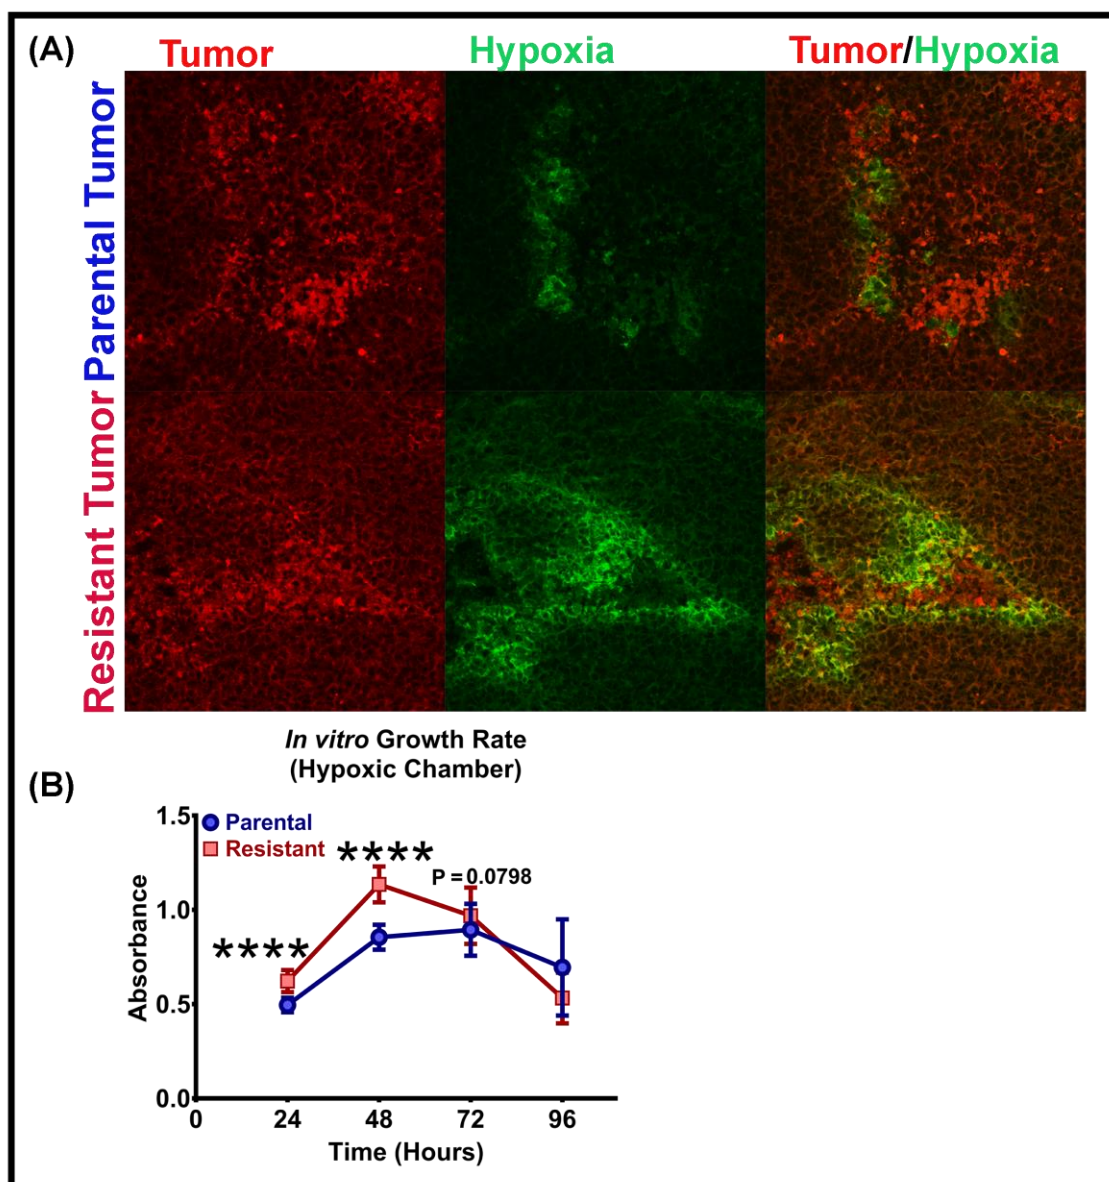 (A)
Tumor
Hypoxia
Tumor/Hypoxia
Parental Tumor
Resistant Tumor
In vitro Growth Rate
(Hypoxic Chamber)
(B)
Parental
Resistant
****
****
P = 0.0798
Absorbance
1.5
1.0
0.5
0.0
0
24
48
72
96
Time (Hours)